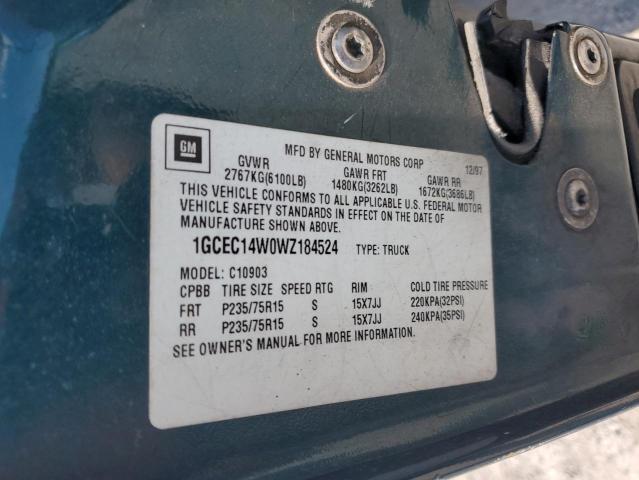 GM
MFD BY GENERAL MOTORS CORP 12/97
GVWR GAWR FRT GAWR RR
2767KG(6100LB) 1480KG(3262LB) 1672KG(3686LB)
THIS VEHICLE CONFORMS TO ALL APPLICABLE U.S. FEDERAL MOTOR
VEHICLE SAFETY STANDARDS IN EFFECT ON THE DATE OF
MANUFACTURE SHOWN ABOVE.
1GCEC14W0WZ184524 TYPE: TRUCK
MODEL: C10903
CPBB TIRE SIZE SPEED RTG RIM COLD TIRE PRESSURE
FRT P235/75R15 S 15X7JJ 220KPA(32PSI)
RR P235/75R15 S 15X7JJ 240KPA(35PSI)
SEE OWNER'S MANUAL FOR MORE INFORMATION.